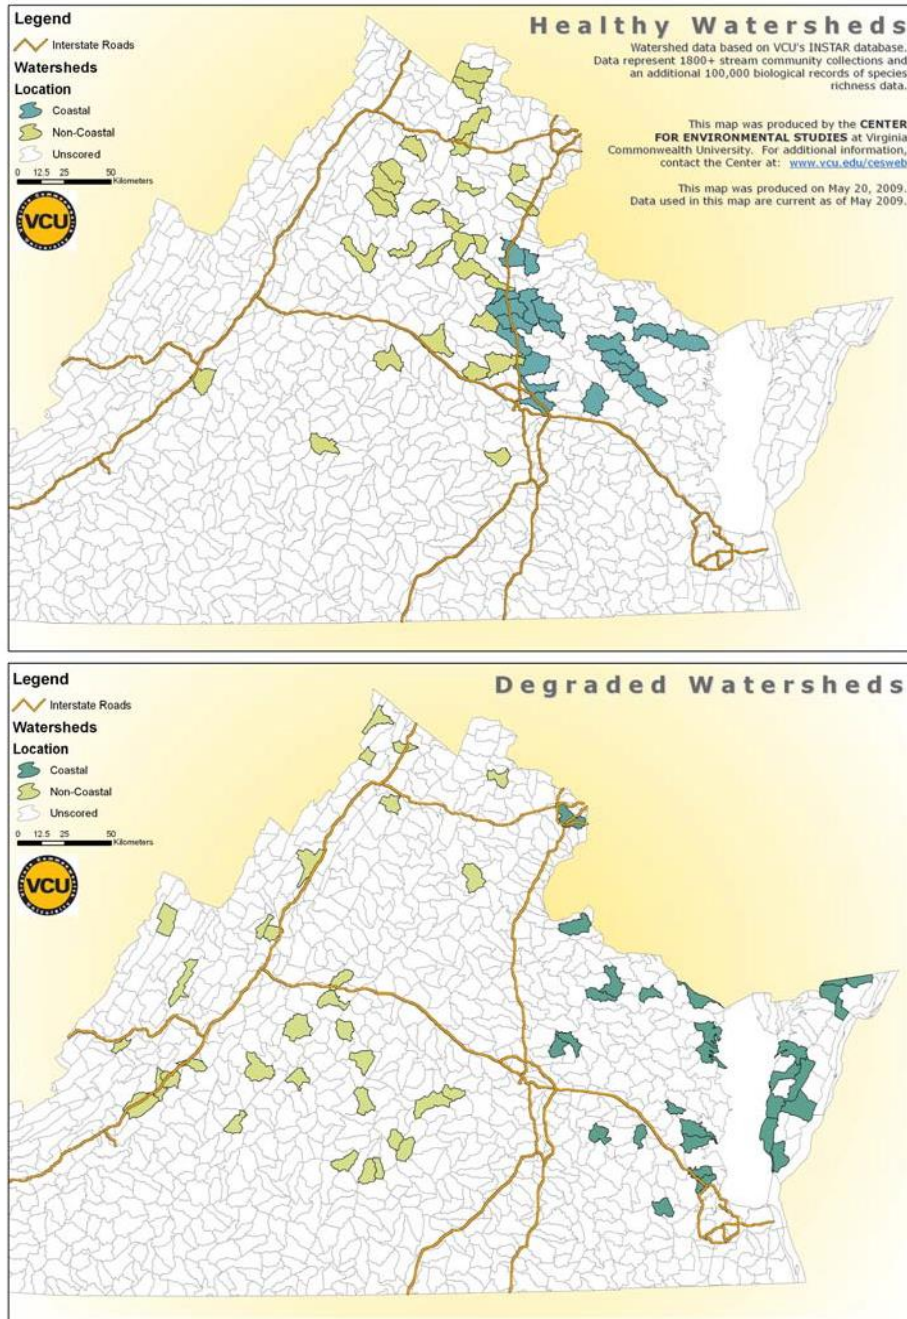 Legend
Interstate Roads
Watersheds
Location
Coastal
Non-Coastal
Unscored
0 12.5 25 50
Kilometers
VCU
Healthy Watersheds
Watershed data based on VCU's INSTAR database.
Data represent 1800+ stream community collections and
an additional 100,000 biological records of species
richness data.
This map was produced by the CENTER
FOR ENVIRONMENTAL STUDIES at Virginia
Commonwealth University. For additional information,
contact the Center at: www.vcu.edu/cesweb
This map was produced on May 20, 2009.
Data used in this map are current as of May 2009.
Legend
Interstate Roads
Watersheds
Location
Coastal
Non-Coastal
Unscored
0 12.5 25 50
Kilometers
VCU
Degraded Watersheds